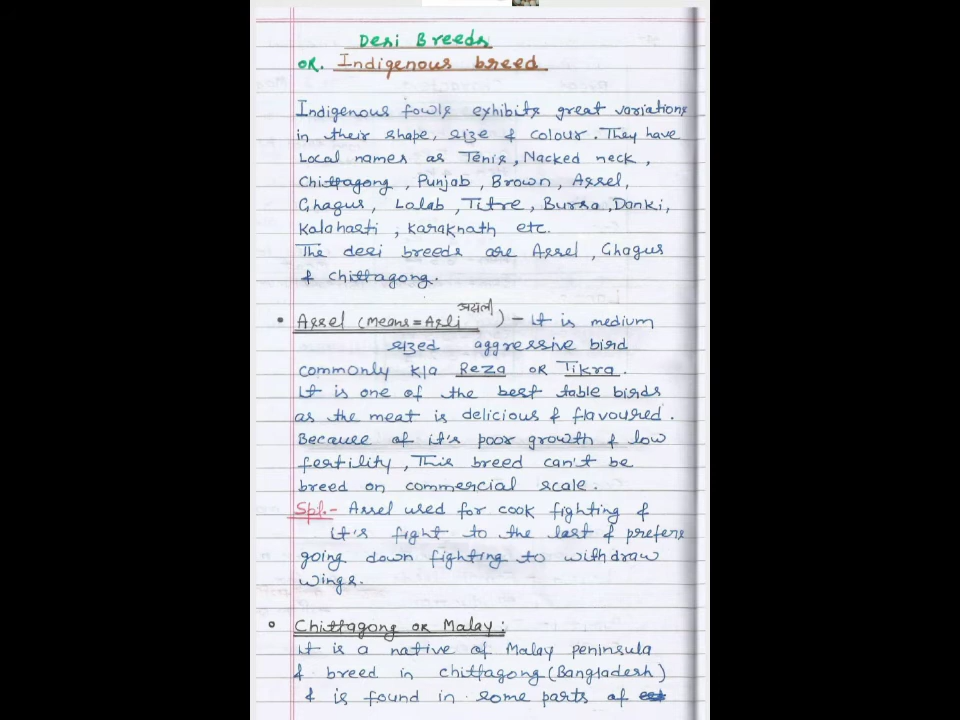 Desi Breeds
OR. Indigenous breed
Indigenous fowls exhibits great variations
in their shape, size & colour. They have
Local names as Tenis, Nacked neck,
Chittagong, Punjab, Brown, Assel,
Ghagus, Lalab, Titre, Bursa, Danki,
Kalahasti, Karaknath etc.
The desi breeds are Assel, Ghagus
& chittagong.
• Assel (Means = Asli असली) - It is medium
sized aggressive bird
commonly k/a Reza or Tikra.
It is one of the best table birds
as the meat is delicious & flavoured.
Because of it's poor growth & low
fertility, This breed can't be
breed on commercial scale.
Spf.- Assel used for cook fighting &
it's fight to the last & prefers
going down fighting to withdraw
wings.
• Chittagong or Malay:
It is a native of Malay peninsula
& breed in chittagong (Bangladesh)
& is found in some parts of